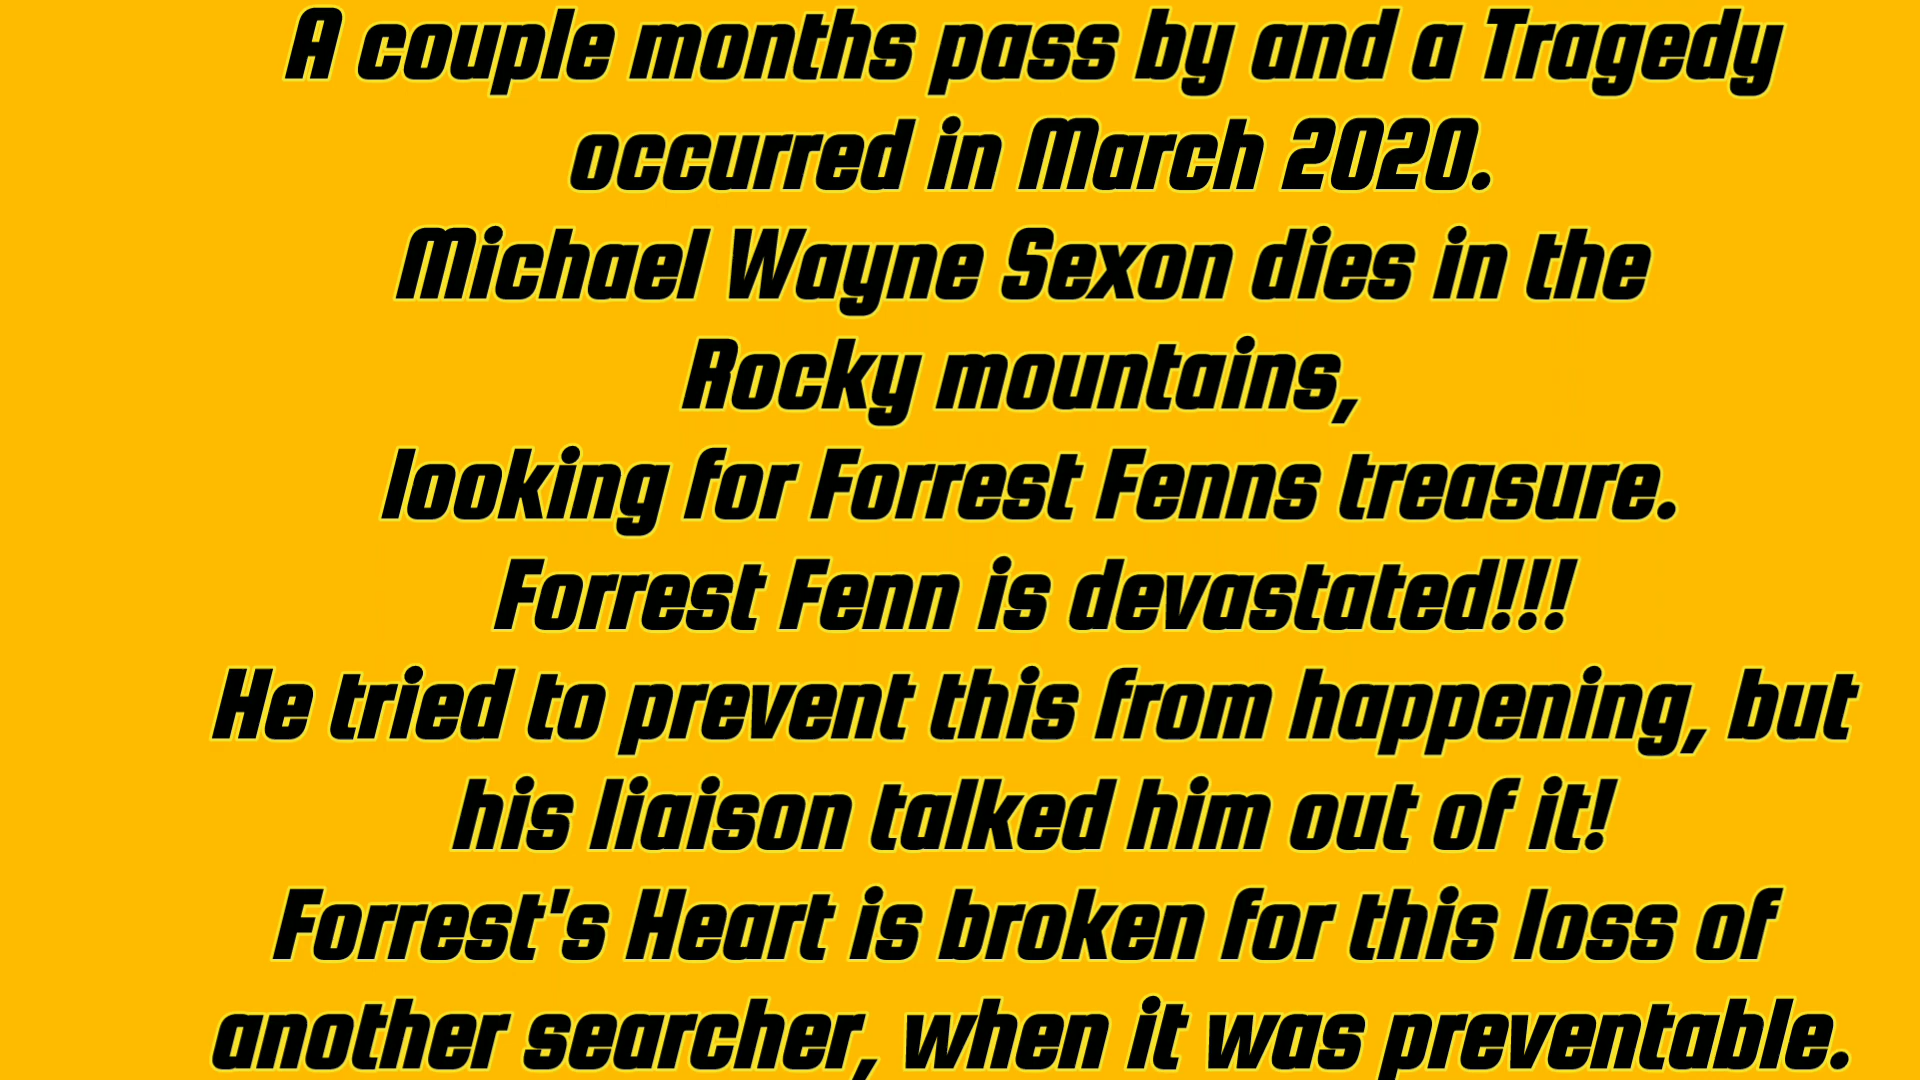 A couple months pass by and a Tragedy
occurred in March 2020.
Michael Wayne Sexon dies in the
Rocky mountains,
looking for Forrest Fenns treasure.
Forrest Fenn is devastated!!!
He tried to prevent this from happening, but
his liaison talked him out of it!
Forrest's Heart is broken for this loss of
another searcher, when it was preventable.